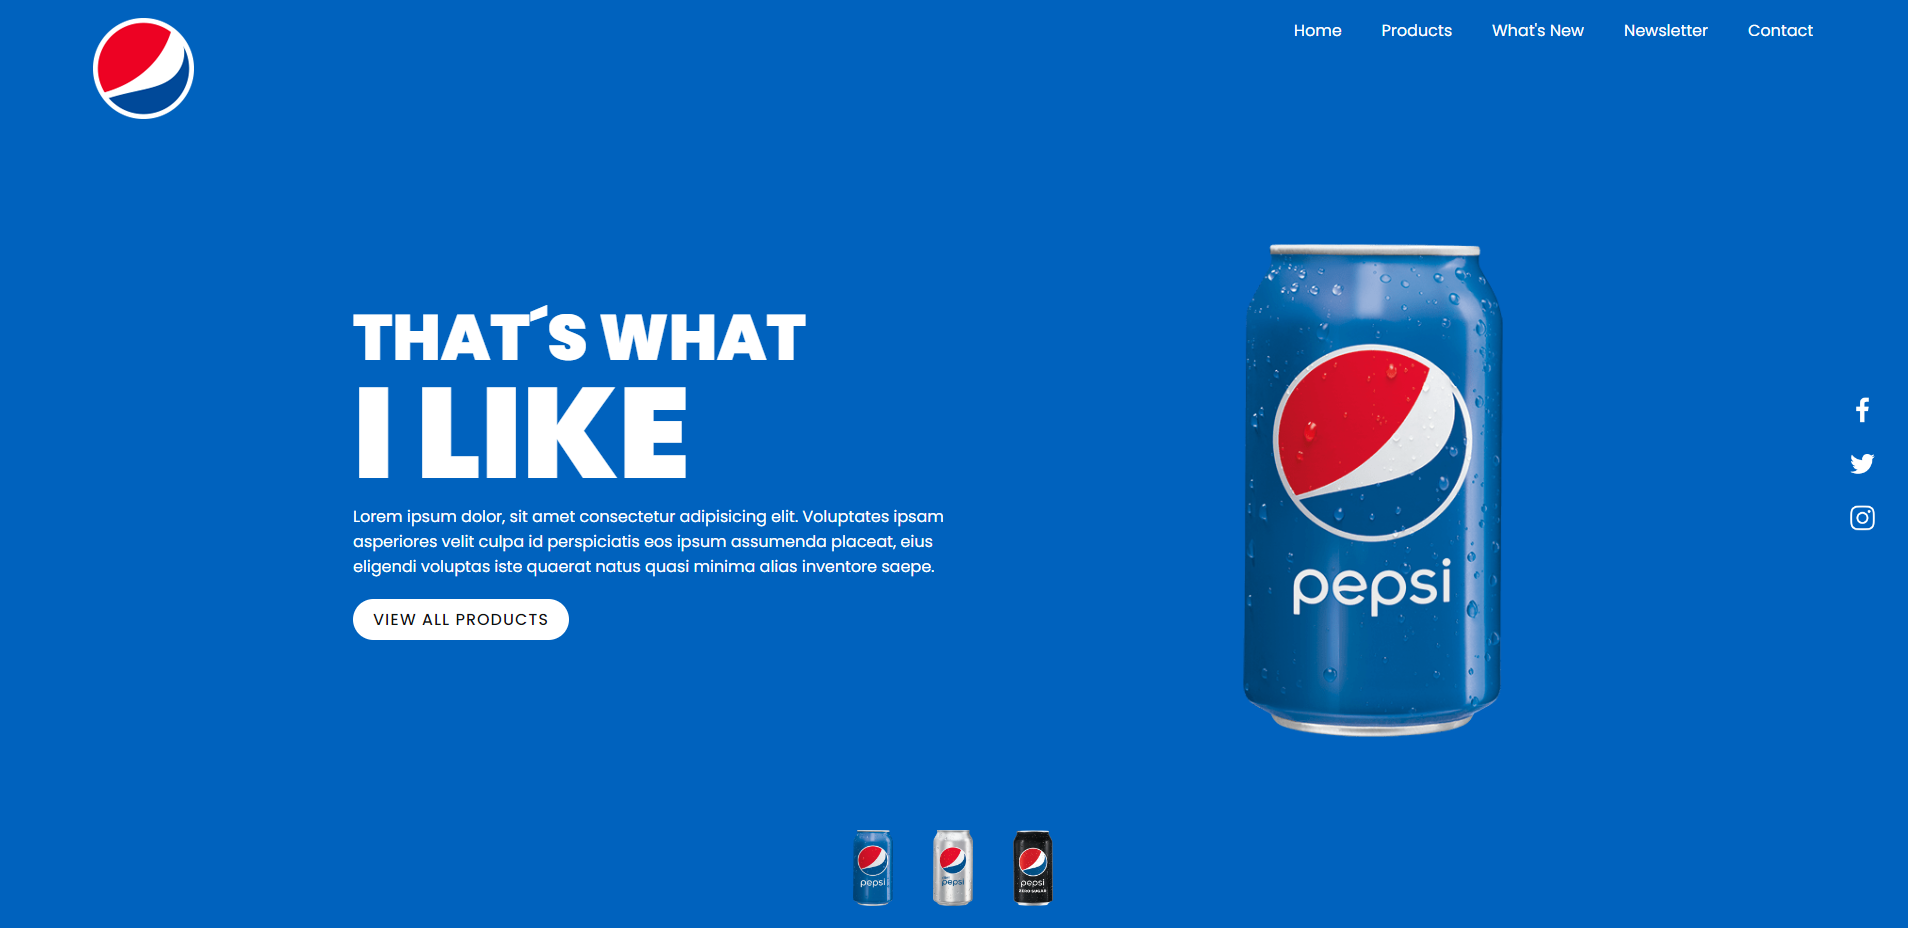 Home Products What's New Newsletter Contact
THAT´S WHAT
I LIKE
Lorem ipsum dolor, sit amet consectetur adipisicing elit. Voluptates ipsam
asperiores velit culpa id perspiciatis eos ipsum assumenda placeat, eius
eligendi voluptas iste quaerat natus quasi minima alias inventore saepe.
VIEW ALL PRODUCTS
pepsi
pepsi pepsi pepsi
ZERO SUGAR